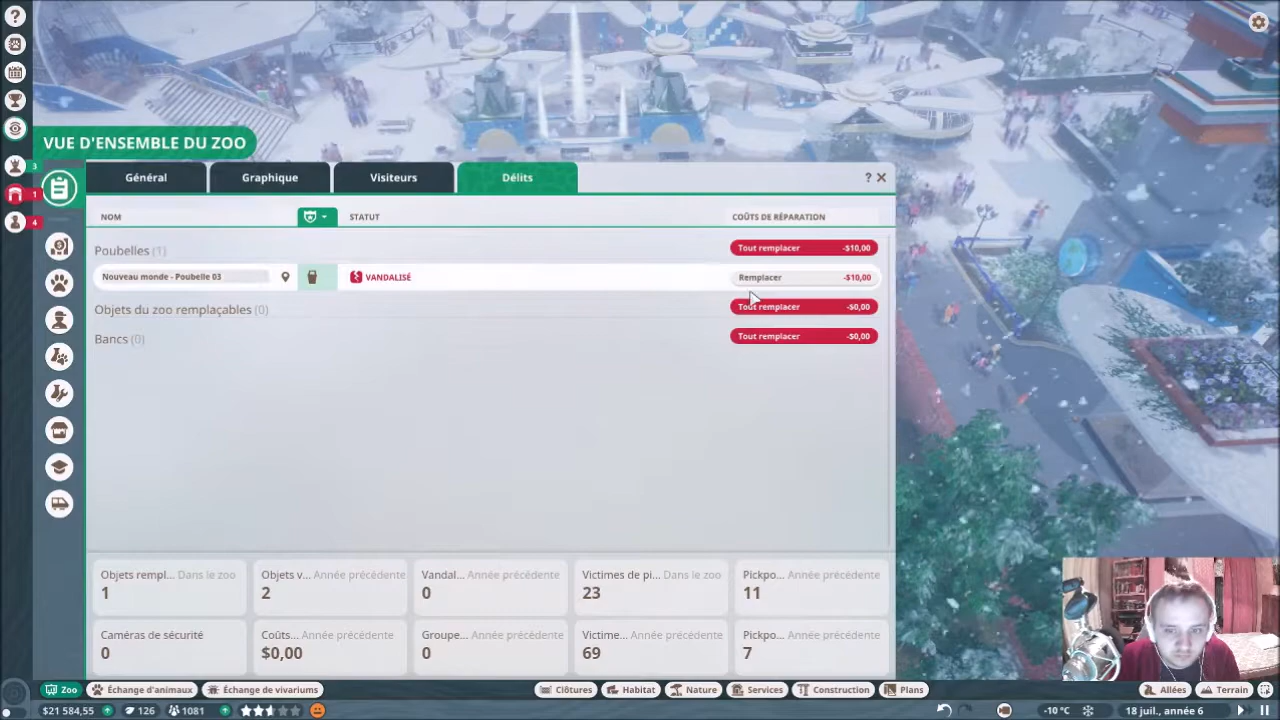 VUE D'ENSEMBLE DU ZOO
Général Graphique Visiteurs Délits ?
NOM STATUT COÛTS DE RÉPARATION
Poubelles (1) Tout remplacer -$10,00
Nouveau monde - Poubelle 03 VANDALISÉ Remplacer -$10,00
Objets du zoo remplaçables (0) Tout remplacer -$0,00
Bancs (0) Tout remplacer -$0,00
?
3
1
4
Objets rempl... Dans le zoo
1
Objets v... Année précédente
2
Vandal... Année précédente
0
Victimes de pi... Dans le zoo
23
Pickpo... Année précédente
11
Caméras de sécurité
0
Coûts... Année précédente
$0,00
Groupe... Année précédente
0
Victime... Année précédente
69
Pickpo... Année précédente
7
Zoo Échange d'animaux Échange de vivariums Clôtures Habitat Nature Services Construction Plans Allées Terrain
$21 584,55 126 1081 -10 °C 18 juil., année 6